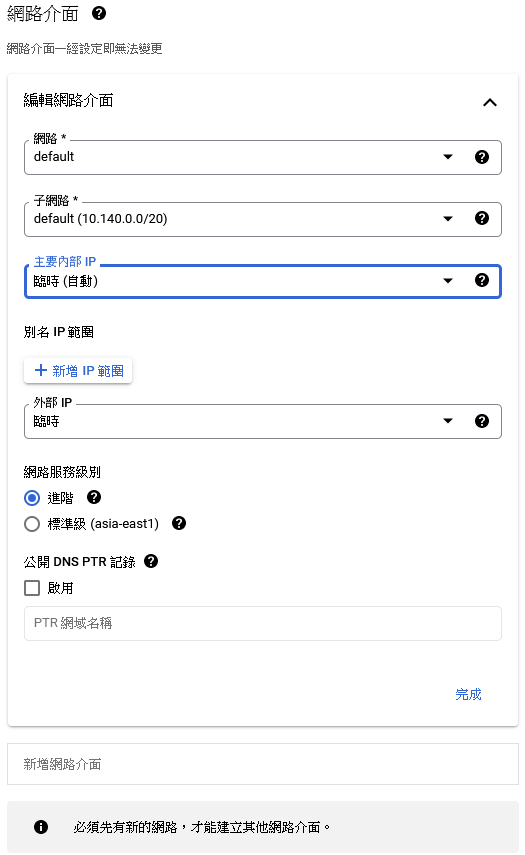 網路介面
網路介面一經設定即無法變更
編輯網路介面
網路 *
default
子網路 *
default (10.140.0.0/20)
主要內部 IP
臨時 (自動)
別名 IP 範圍
新增 IP 範圍
外部 IP
臨時
網路服務級別
進階
標準級 (asia-east1)
公開 DNS PTR 記錄
啟用
PTR 網域名稱
完成
新增網路介面
必須先有新的網路，才能建立其他網路介面。